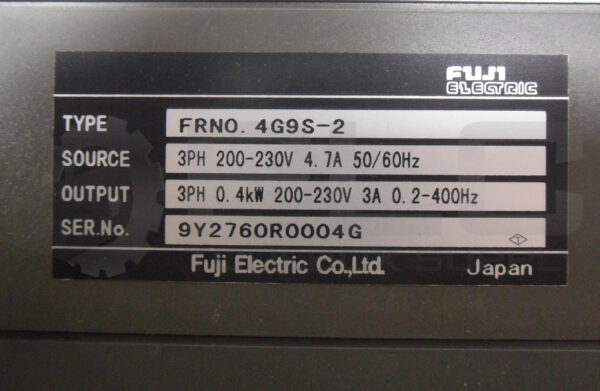 FUJI
ELECTRIC
TYPE FRN0.4G9S-2
SOURCE 3PH 200-230V 4.7A 50/60Hz
OUTPUT 3PH 0.4kW 200-230V 3A 0.2-400Hz
SER.No. 9Y2760R0004G
Fuji Electric Co.,Ltd. Japan